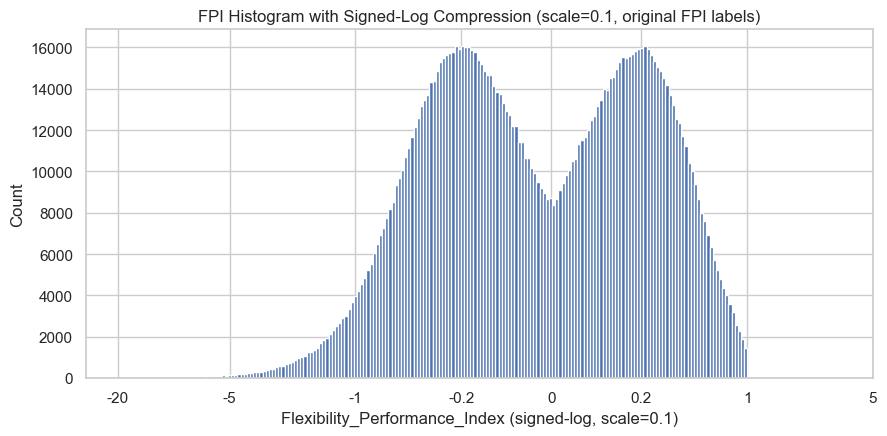 FPI Histogram with Signed-Log Compression (scale=0.1, original FPI labels)
16000
14000
12000
10000
8000
6000
4000
2000
0
Count
-20 -5 -1 -0.2 0 0.2 1 5
Flexibility_Performance_Index (signed-log, scale=0.1)